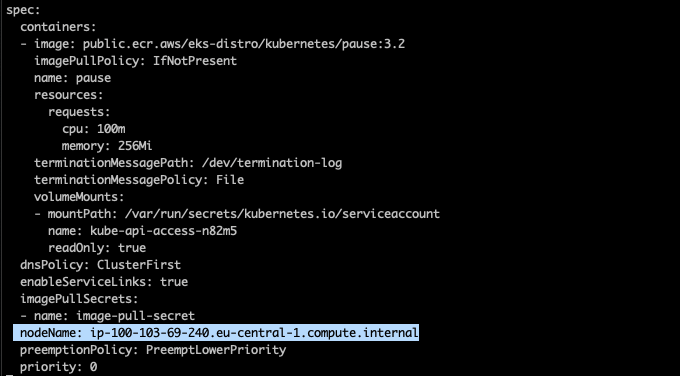 spec:
  containers:
  - image: public.ecr.aws/eks-distro/kubernetes/pause:3.2
    imagePullPolicy: IfNotPresent
    name: pause
    resources:
      requests:
        cpu: 100m
        memory: 256Mi
    terminationMessagePath: /dev/termination-log
    terminationMessagePolicy: File
    volumeMounts:
    - mountPath: /var/run/secrets/kubernetes.io/serviceaccount
      name: kube-api-access-n82m5
      readOnly: true
  dnsPolicy: ClusterFirst
  enableServiceLinks: true
  imagePullSecrets:
  - name: image-pull-secret
  nodeName: ip-100-103-69-240.eu-central-1.compute.internal
  preemptionPolicy: PreemptLowerPriority
  priority: 0